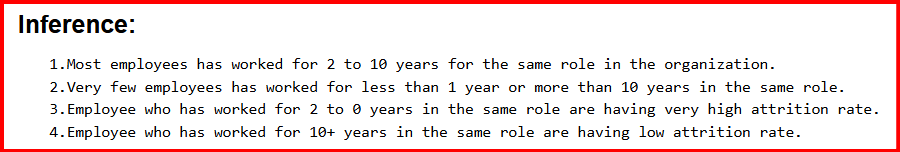 Inference:
1.Most employees has worked for 2 to 10 years for the same role in the organization.
2.Very few employees has worked for less than 1 year or more than 10 years in the same role.
3.Employee who has worked for 2 to 0 years in the same role are having very high attrition rate.
4.Employee who has worked for 10+ years in the same role are having low attrition rate.